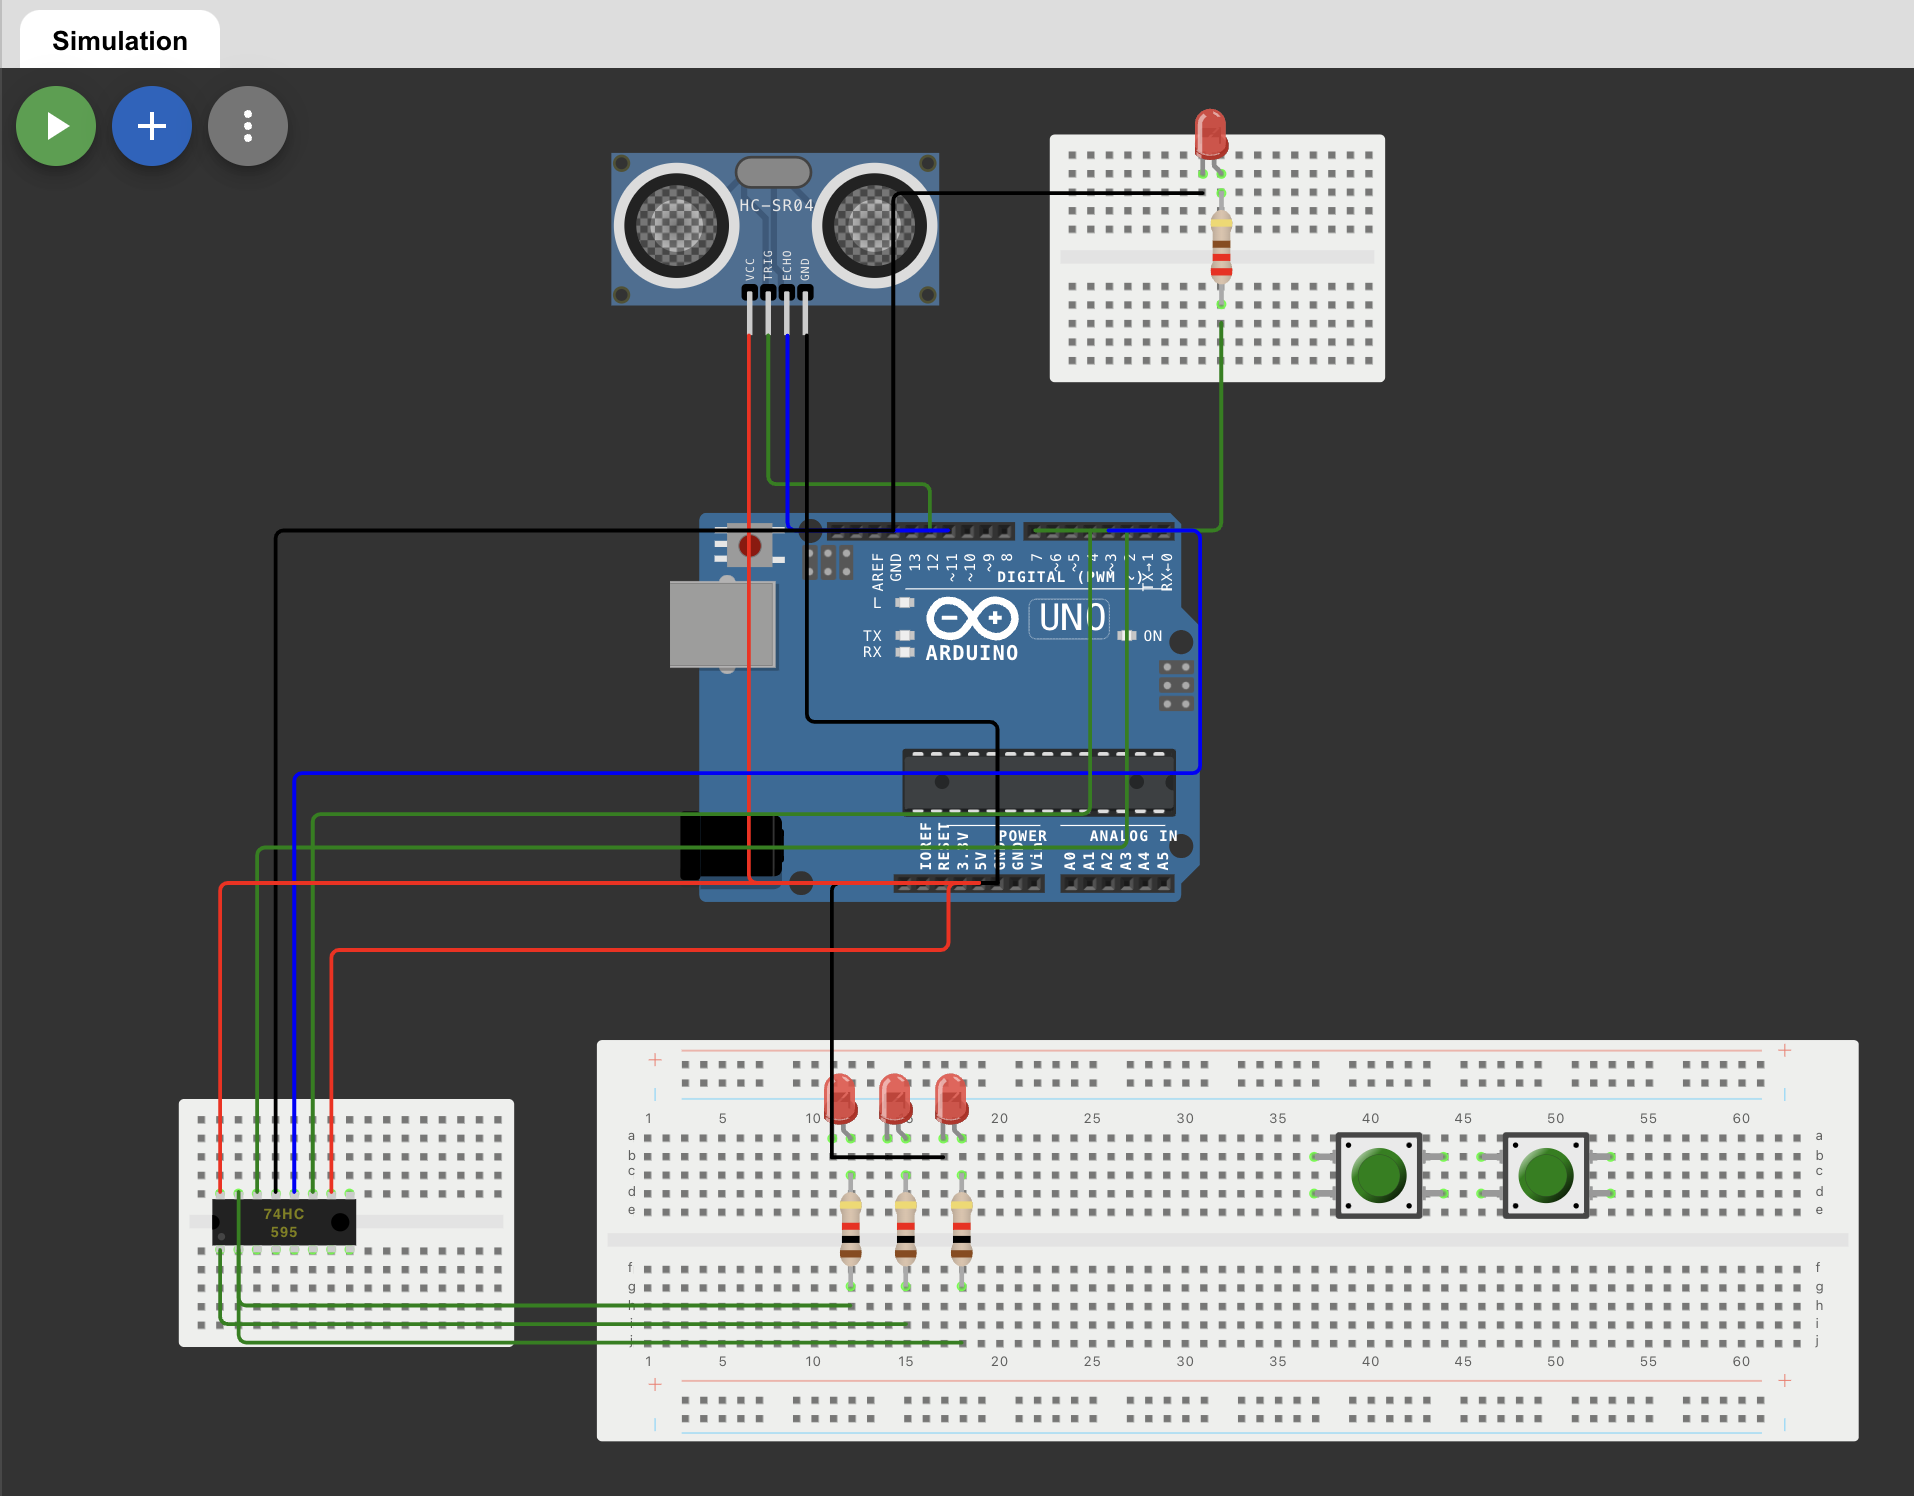 Simulation
HC-SR04
VCC
TRIG
ECHO
GND
AREF
GND
13
12
~11
~10
~9
8
7
~6
~5
4
~3
2
TX→1
RX←0
DIGITAL (PWM ~)
L
TX
RX
UNO
ON
ARDUINO
IOREF
RESET
3.3V
5V
GND
GND
Vin
POWER
ANALOG IN
A0
A1
A2
A3
A4
A5
74HC
595
1 5 10 15 20 25 30 35 40 45 50 55 60
a a
b b
c c
d d
e e
f f
g g
h h
i i
j j
1 5 10 15 20 25 30 35 40 45 50 55 60